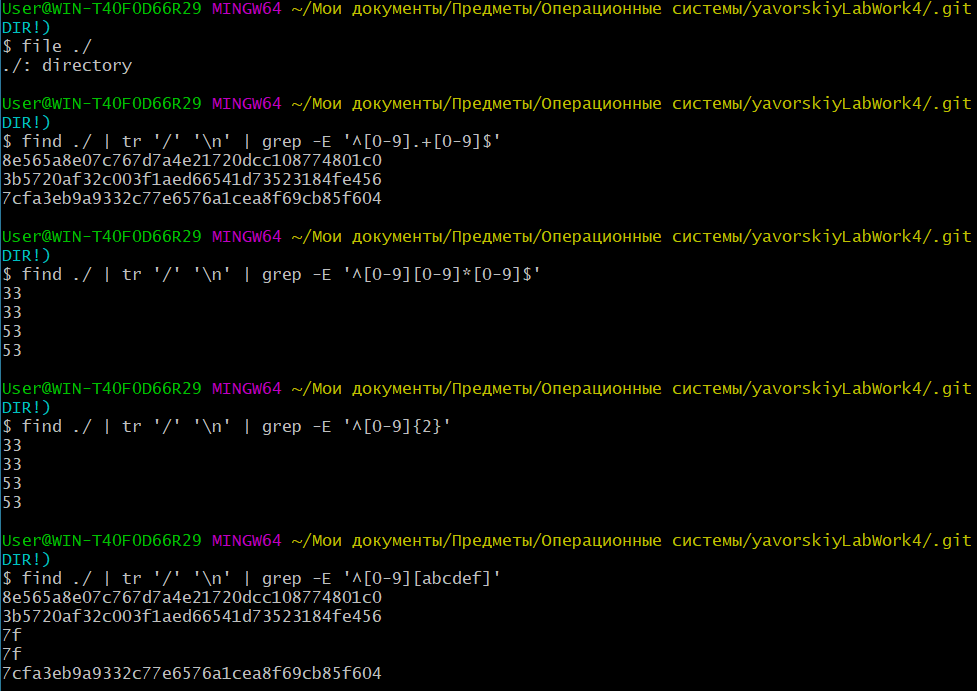 User@WIN-T4OFOD66R29 MINGW64 ~/Мои документы/Предметы/Операционные системы/yavorskiyLabWork4/.git
DIR!)
$ file ./
./: directory
User@WIN-T4OFOD66R29 MINGW64 ~/Мои документы/Предметы/Операционные системы/yavorskiyLabWork4/.git
DIR!)
$ find ./ | tr '/' '\n' | grep -E '^[0-9].+[0-9]$'
8e565a8e07c767d7a4e21720dcc108774801c0
3b5720af32c003f1aed66541d73523184fe456
7cfa3eb9a9332c77e6576a1cea8f69cb85f604
User@WIN-T4OFOD66R29 MINGW64 ~/Мои документы/Предметы/Операционные системы/yavorskiyLabWork4/.git
DIR!)
$ find ./ | tr '/' '\n' | grep -E '^[0-9][0-9]*[0-9]$'
33
33
53
53
User@WIN-T4OFOD66R29 MINGW64 ~/Мои документы/Предметы/Операционные системы/yavorskiyLabWork4/.git
DIR!)
$ find ./ | tr '/' '\n' | grep -E '^[0-9]{2}'
33
33
53
53
User@WIN-T4OFOD66R29 MINGW64 ~/Мои документы/Предметы/Операционные системы/yavorskiyLabWork4/.git
DIR!)
$ find ./ | tr '/' '\n' | grep -E '^[0-9][abcdef]'
8e565a8e07c767d7a4e21720dcc108774801c0
3b5720af32c003f1aed66541d73523184fe456
7f
7f
7cfa3eb9a9332c77e6576a1cea8f69cb85f604